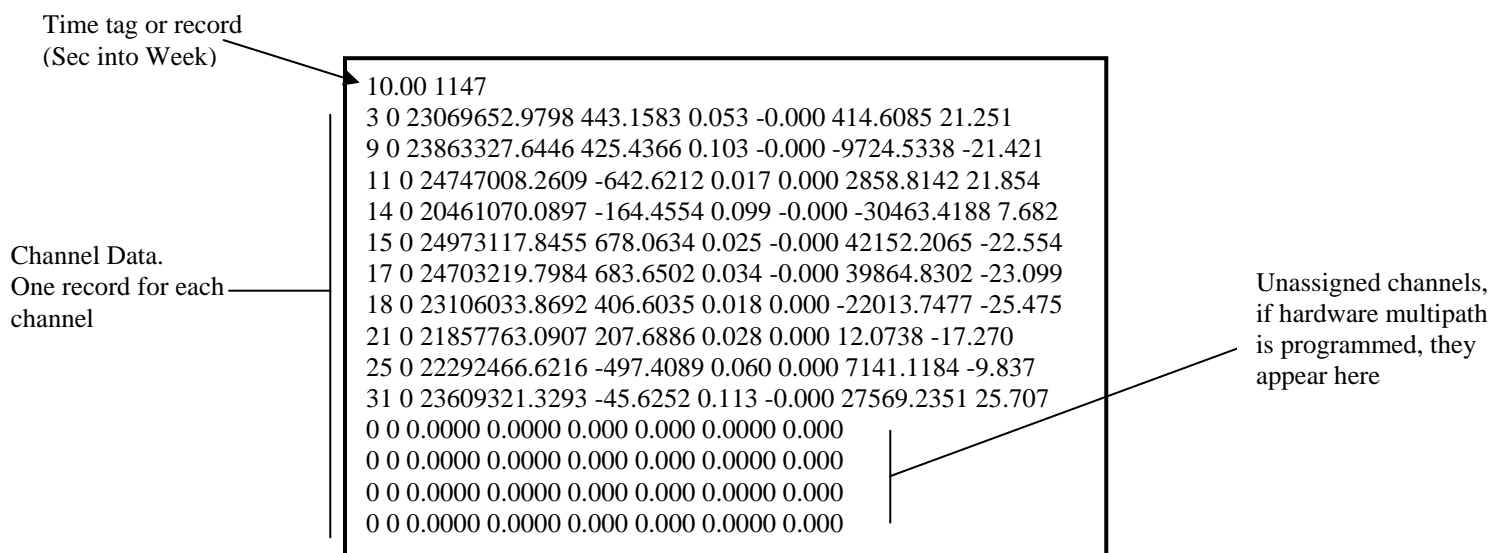 Time tag or record
(Sec into Week)
10.00 1147
3 0 23069652.9798 443.1583 0.053 -0.000 414.6085 21.251
9 0 23863327.6446 425.4366 0.103 -0.000 -9724.5338 -21.421
11 0 24747008.2609 -642.6212 0.017 0.000 2858.8142 21.854
14 0 20461070.0897 -164.4554 0.099 -0.000 -30463.4188 7.682
15 0 24973117.8455 678.0634 0.025 -0.000 42152.2065 -22.554
17 0 24703219.7984 683.6502 0.034 -0.000 39864.8302 -23.099
18 0 23106033.8692 406.6035 0.018 0.000 -22013.7477 -25.475
21 0 21857763.0907 207.6886 0.028 0.000 12.0738 -17.270
25 0 22292466.6216 -497.4089 0.060 0.000 7141.1184 -9.837
31 0 23609321.3293 -45.6252 0.113 -0.000 27569.2351 25.707
0 0 0.0000 0.0000 0.000 0.000 0.0000 0.000
0 0 0.0000 0.0000 0.000 0.000 0.0000 0.000
0 0 0.0000 0.0000 0.000 0.000 0.0000 0.000
0 0 0.0000 0.0000 0.000 0.000 0.0000 0.000
Channel Data.
One record for each
channel
Unassigned channels,
if hardware multipath
is programmed, they
appear here